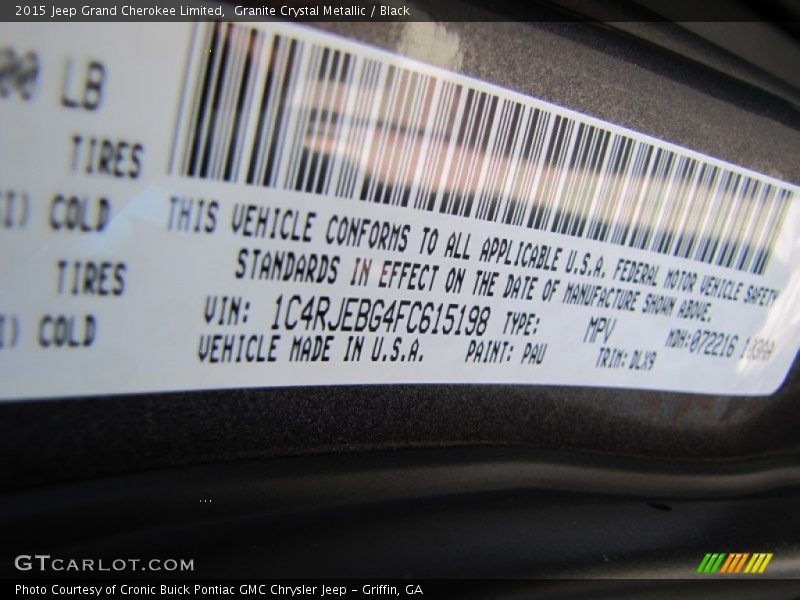 2015 Jeep Grand Cherokee Limited, Granite Crystal Metallic / Black
LB
TIRES
COLD
TIRES
COLD
THIS VEHICLE CONFORMS TO ALL APPLICABLE U.S.A. FEDERAL MOTOR VEHICLE SAFETY
STANDARDS IN EFFECT ON THE DATE OF MANUFACTURE SHOWN ABOVE.
VIN: 1C4RJEBG4FC615198 TYPE: MPV MDH: 072216
VEHICLE MADE IN U.S.A. PAINT: PAU TRIM: DLX9
GTCARLOT.COM
Photo Courtesy of Cronic Buick Pontiac GMC Chrysler Jeep - Griffin, GA